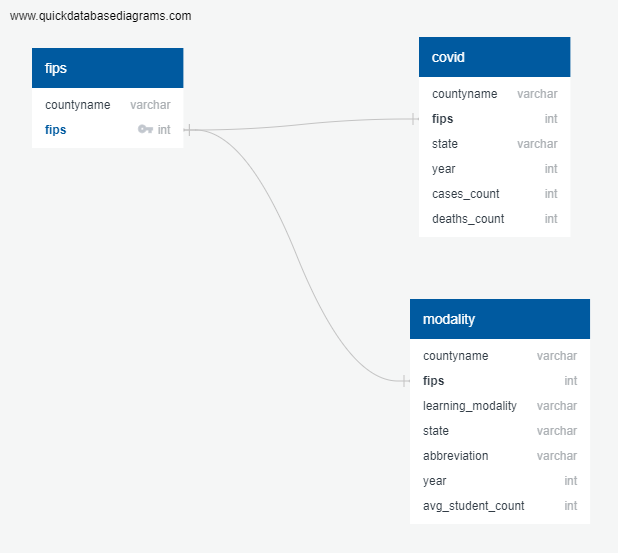 www.quickdatabasediagrams.com
fips
countyname varchar
fips int
covid
countyname varchar
fips int
state varchar
year int
cases_count int
deaths_count int
modality
countyname varchar
fips int
learning_modality varchar
state varchar
abbreviation varchar
year int
avg_student_count int